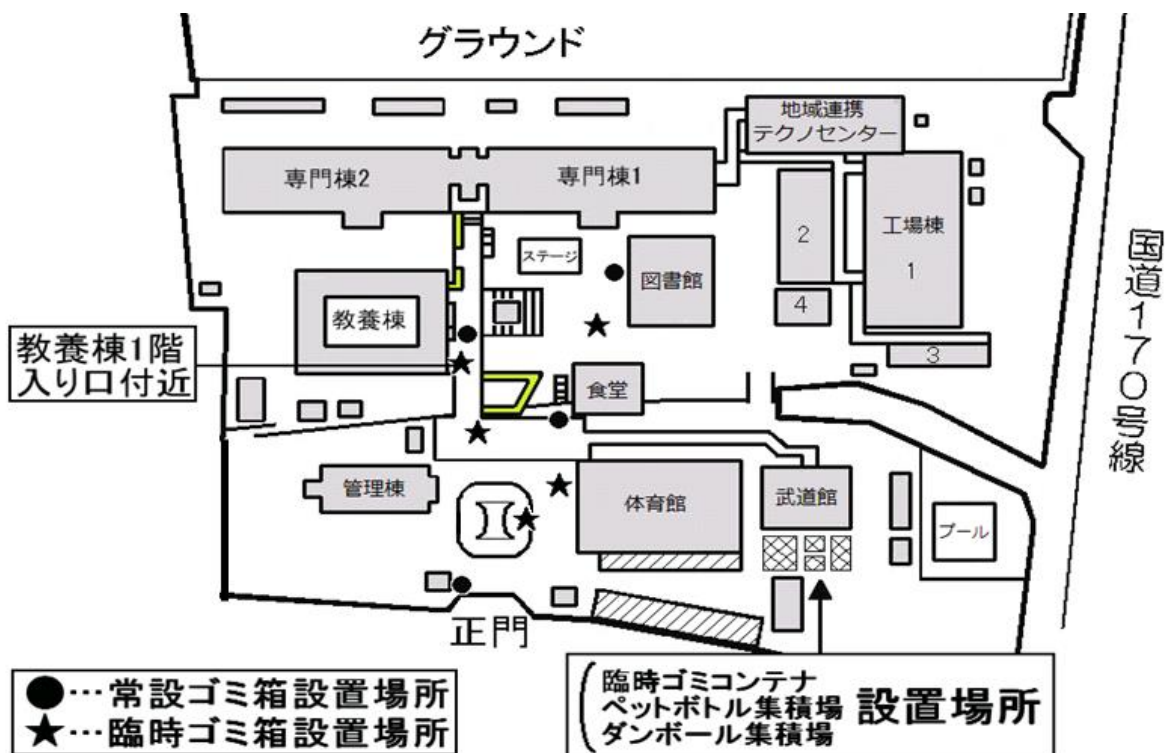 グラウンド
地域連携
テクノセンター
専門棟2
専門棟1
工場棟
1
2
ステージ
図書館
4
3
教養棟
教養棟1階
入り口付近
食堂
国道170号線
管理棟
体育館
武道館
プール
正門
●…常設ゴミ箱設置場所
★…臨時ゴミ箱設置場所
臨時ゴミコンテナ
ペットボトル集積場
ダンボール集積場
設置場所